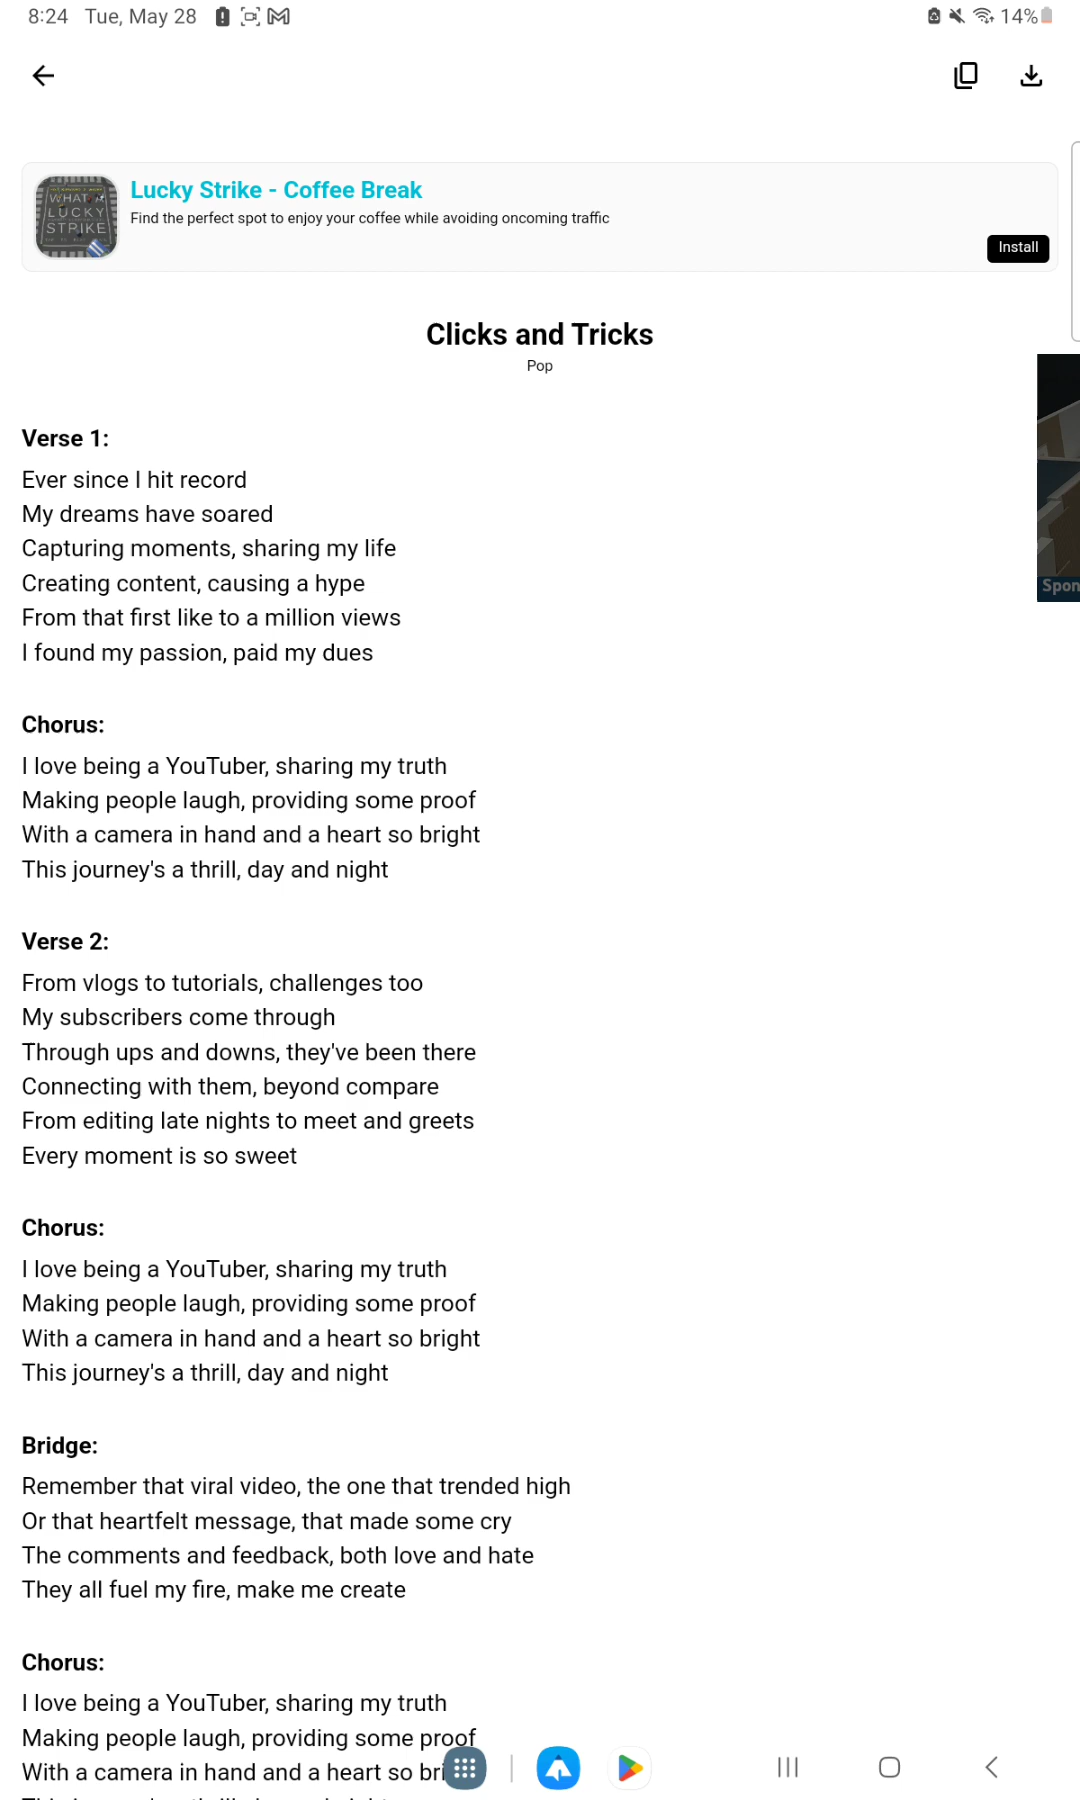 8:24 Tue, May 28
14%
WHAT A
LUCKY
STRIKE
Lucky Strike - Coffee Break
Find the perfect spot to enjoy your coffee while avoiding oncoming traffic
Install
Clicks and Tricks
Pop
Spon
Verse 1:
Ever since I hit record
My dreams have soared
Capturing moments, sharing my life
Creating content, causing a hype
From that first like to a million views
I found my passion, paid my dues
Chorus:
I love being a YouTuber, sharing my truth
Making people laugh, providing some proof
With a camera in hand and a heart so bright
This journey's a thrill, day and night
Verse 2:
From vlogs to tutorials, challenges too
My subscribers come through
Through ups and downs, they've been there
Connecting with them, beyond compare
From editing late nights to meet and greets
Every moment is so sweet
Chorus:
I love being a YouTuber, sharing my truth
Making people laugh, providing some proof
With a camera in hand and a heart so bright
This journey's a thrill, day and night
Bridge:
Remember that viral video, the one that trended high
Or that heartfelt message, that made some cry
The comments and feedback, both love and hate
They all fuel my fire, make me create
Chorus:
I love being a YouTuber, sharing my truth
Making people laugh, providing some proof
With a camera in hand and a heart so bri